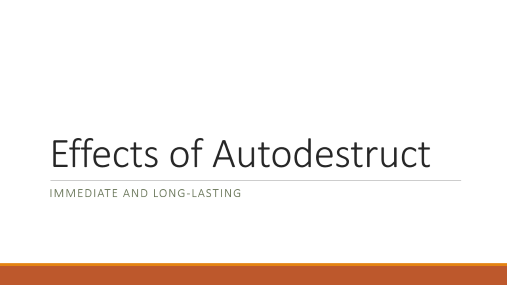 Effects of Autodestruct
IMMEDIATE AND LONG-LASTING